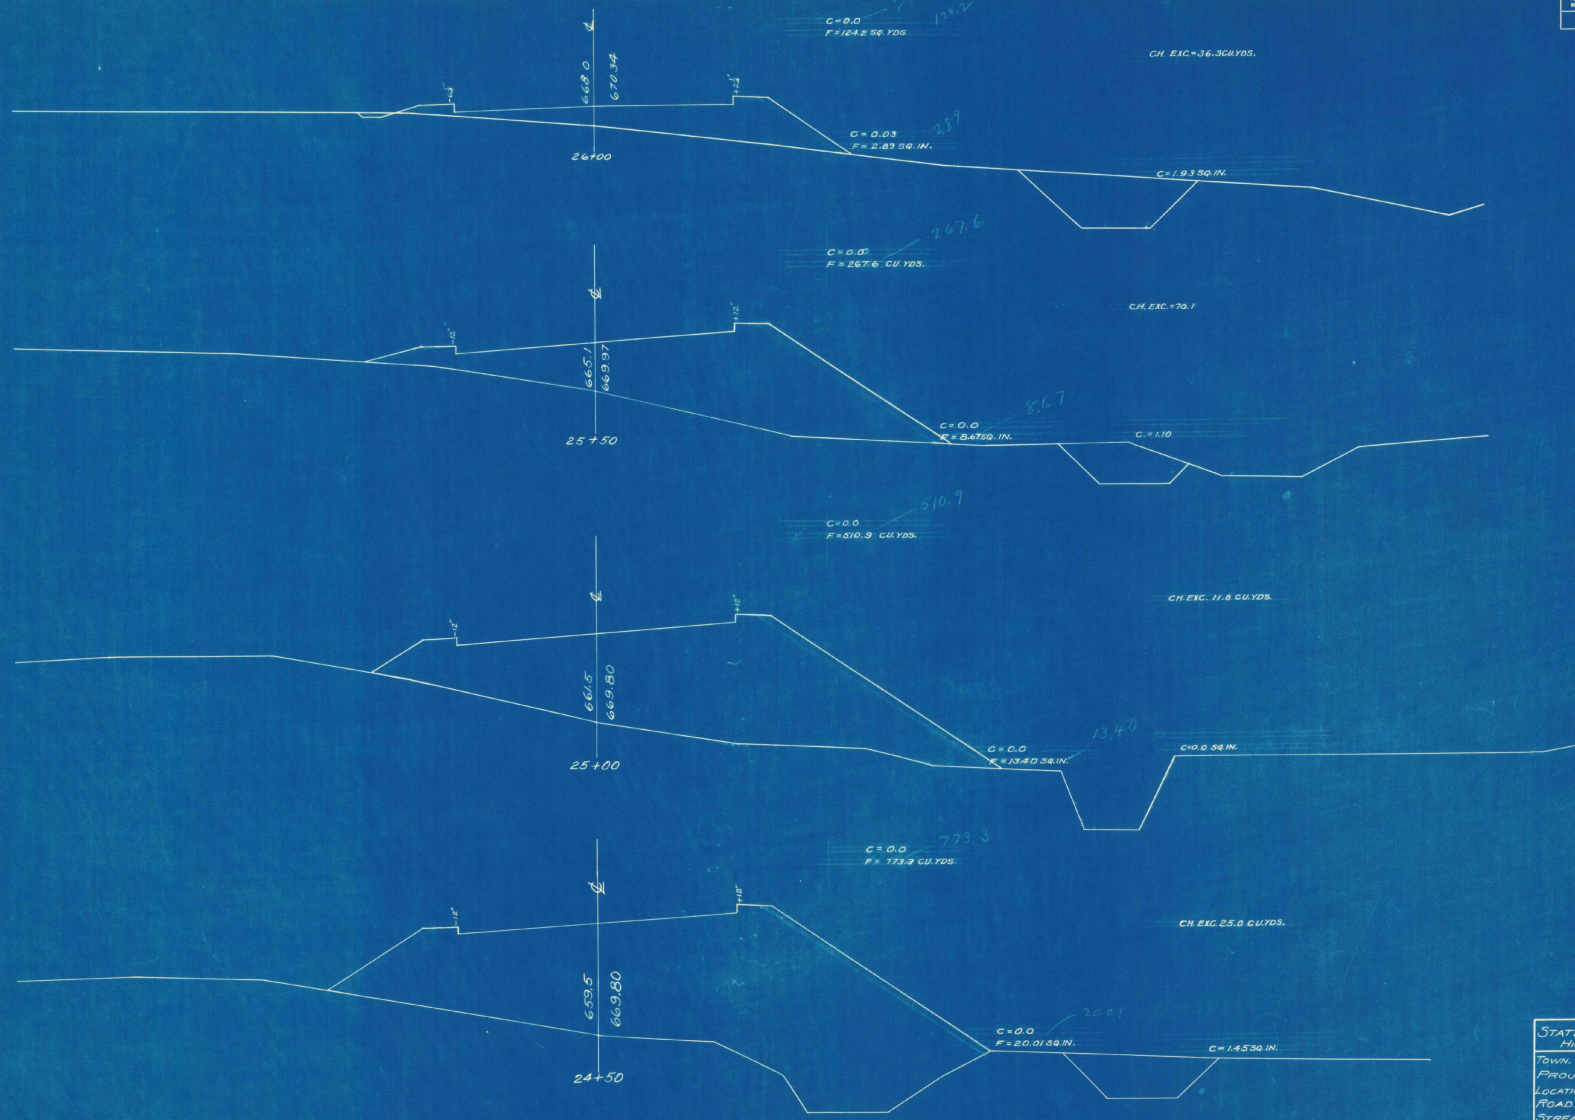 C=0.0
F=124.2 SQ.YDS.
124.2
CH. EXC.=36.3CU.YDS.
℄
668.0
670.34
C=0.03
F=2.89 SQ.IN.
2.89
26+00
C=1.93 SQ.IN.
C=0.0
F=267.6 CU.YDS.
267.6
CH. EXC.=70.1
℄
-12"
+12"
665.1
669.97
C=0.0
F=8.67SQ.IN.
8.67
C=1.10
25+50
C=0.0
F=510.9 CU.YDS.
510.9
℄
-12"
+12"
CH. EXC. 11.8 CU.YDS.
661.5
669.80
C=0.0
F=13.40 SQ.IN.
13.40
C=0.0 SQ.IN.
25+00
C=0.0
F=773.3 CU.YDS.
773.3
℄
-12"
+12"
CH. EXC. 25.0 CU.YDS.
659.5
669.80
C=0.0
F=20.01 SQ.IN.
20.01
C=1.45 SQ.IN.
24+50
TOWN.